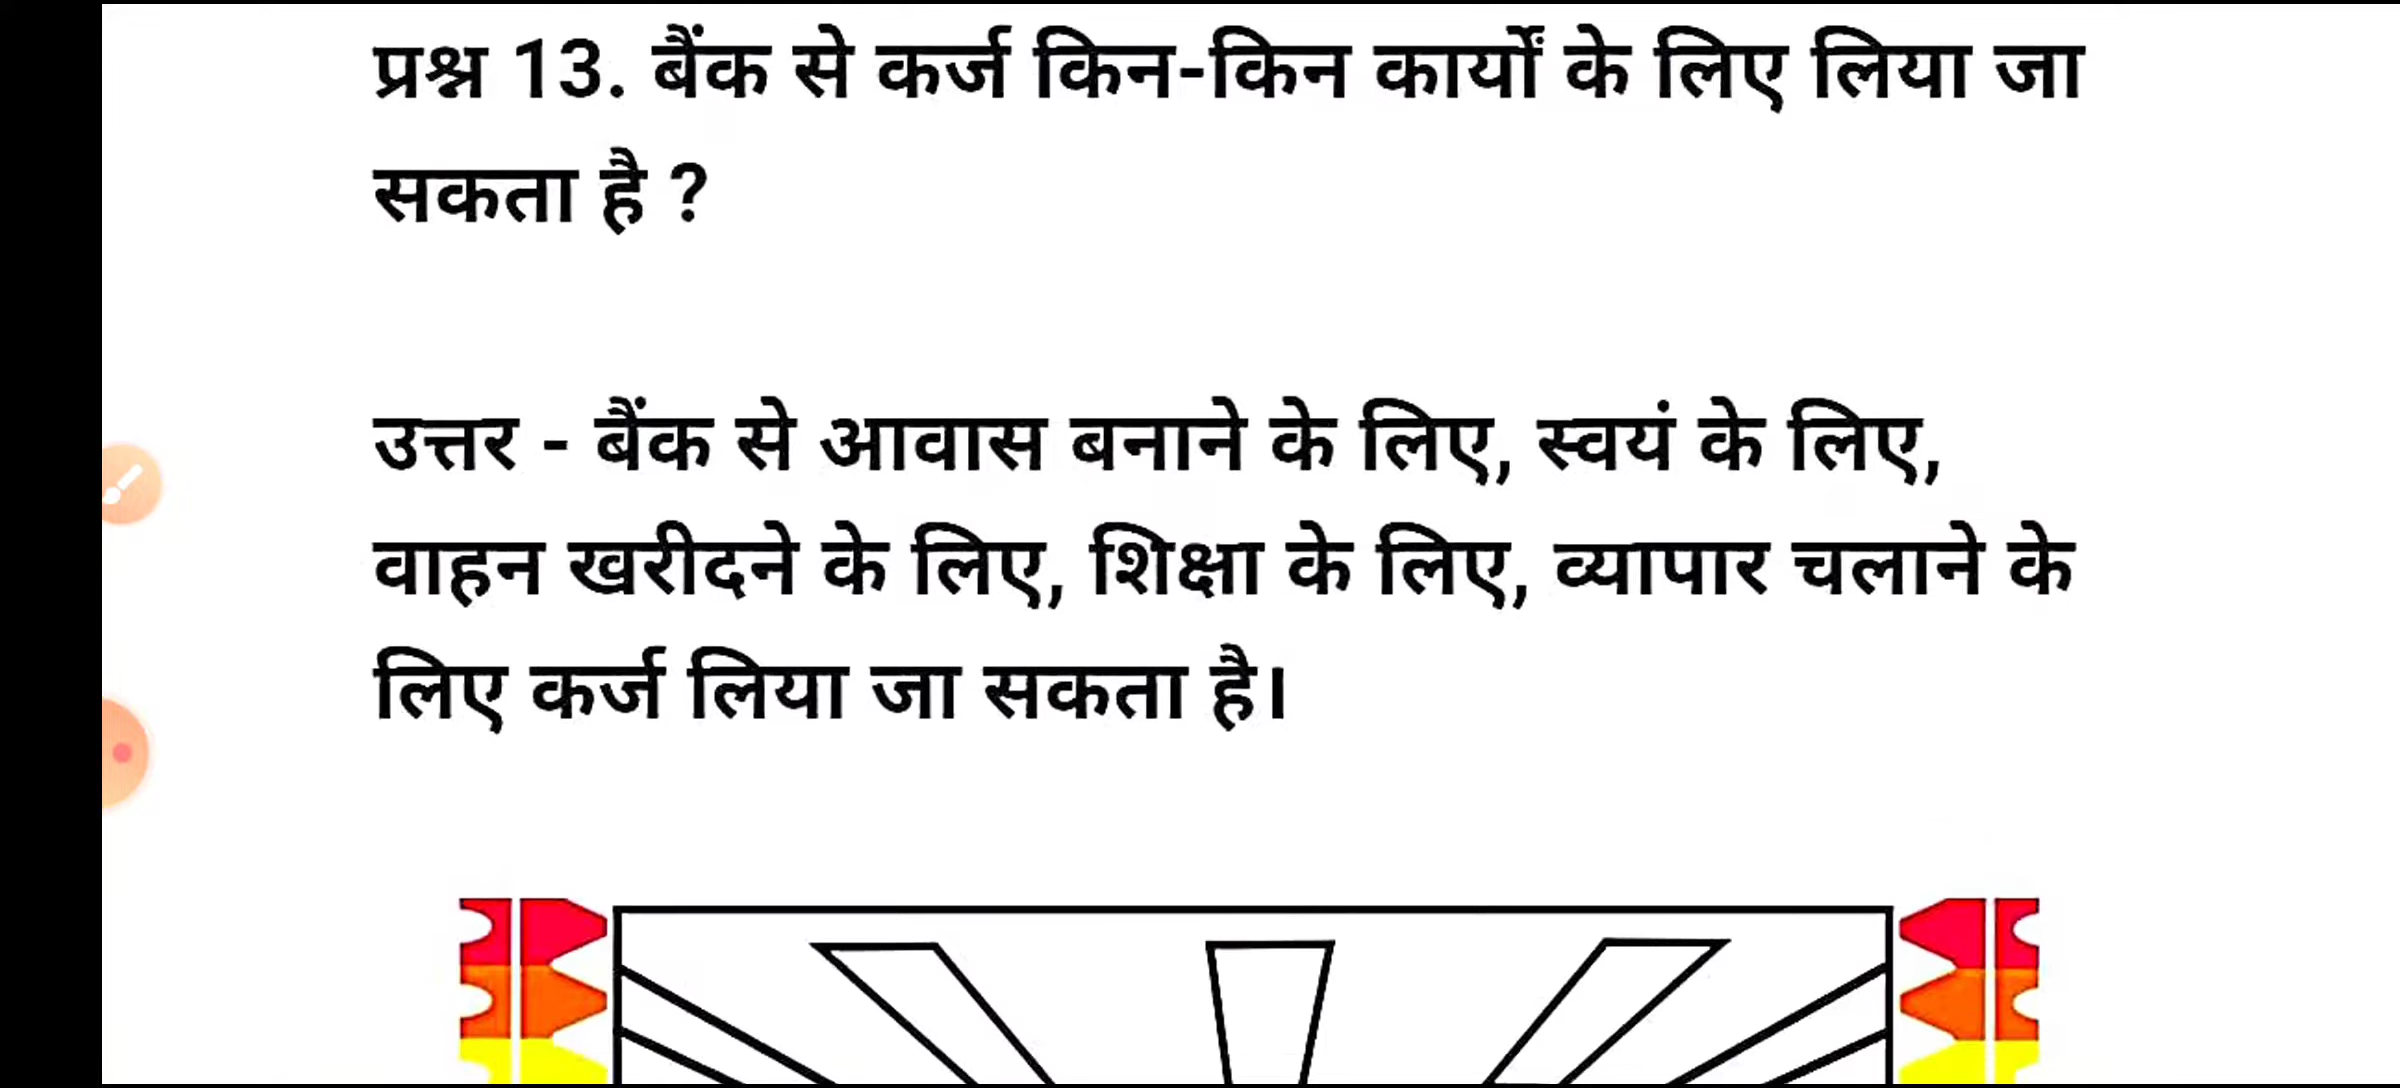 प्रश्न 13. बैंक से कर्ज किन-किन कार्यों के लिए लिया जा
सकता है ?
उत्तर - बैंक से आवास बनाने के लिए, स्वयं के लिए,
वाहन खरीदने के लिए, शिक्षा के लिए, व्यापार चलाने के
लिए कर्ज लिया जा सकता है।